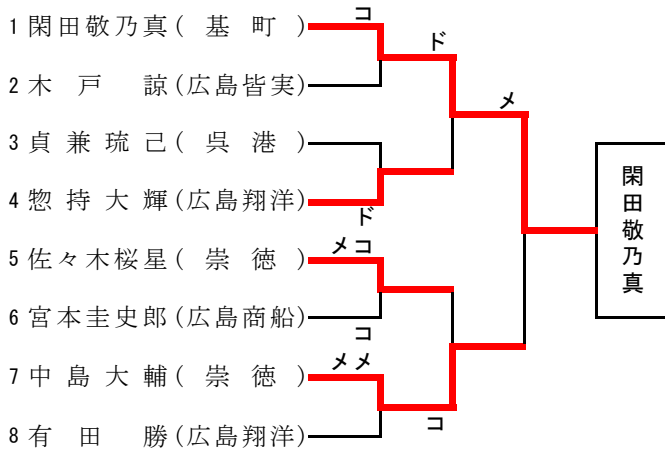 コ
1 閑田敬乃真 (基町)
ド
2 木戸諒 (広島皆実)
メ
3 貞兼琉己 (呉港)
4 惣持大輝 (広島翔洋)
ド
メコ
5 佐々木桜星 (崇徳)
6 宮本圭史郎 (広島商船)
コ
メメ
7 中島大輔 (崇徳)
コ
8 有田勝 (広島翔洋)
閑田敬乃真